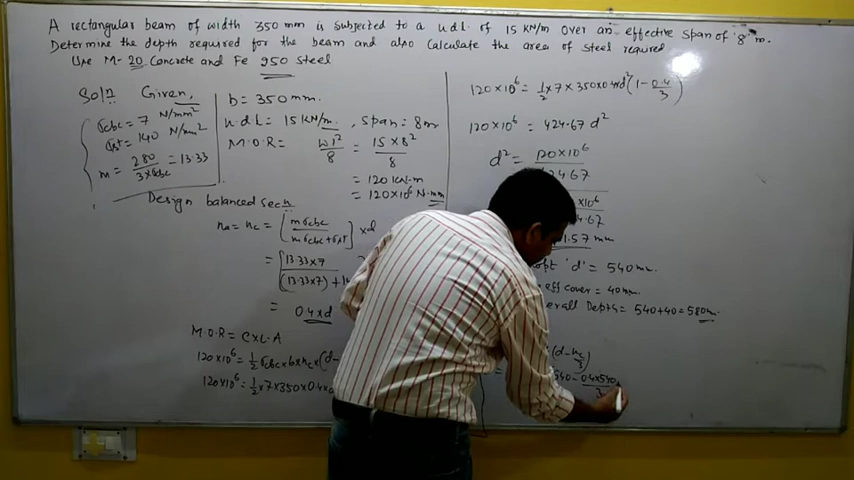 A rectangular beam of width 350 mm is subjected to a u.d.l. of 15 KN/m over an effective span of '8' m.
Determine the depth required for the beam and also Calculate the area of steel required
Use M-20 Concrete and Fe 250 steel
Soln Given,
σcbc = 7 N/mm²
σst = 140 N/mm²
m = 280/3σcbc = 13.33
b = 350 mm.
u.d.l = 15 KN/m, span = 8m
M.O.R = wl²/8 = 15×8²/8
= 120 KN.m
= 120×10⁶ N.mm
Design balanced secn
na = nc = [mσcbc/mσcbc+σst] ×d
= [13.33×7/(13.33×7)+1
= 0.4×d
M.O.R = C×L.A
120×10⁶ = 1/2 σcbc×b×nc×(d-
120×10⁶ = 1/2×7×350×0.4×
120×10⁶ = 1/2×7×350×0.4d²(1-0.4/3)
120×10⁶ = 424.67 d²
d² = 120×10⁶/424.67
×10⁶/4.67
1.57 mm
'd' = 540mm.
eff cover = 40mm.
erall Depth = 540+40 = 580mm.
(d-nc/3)
540-0.4×540/3